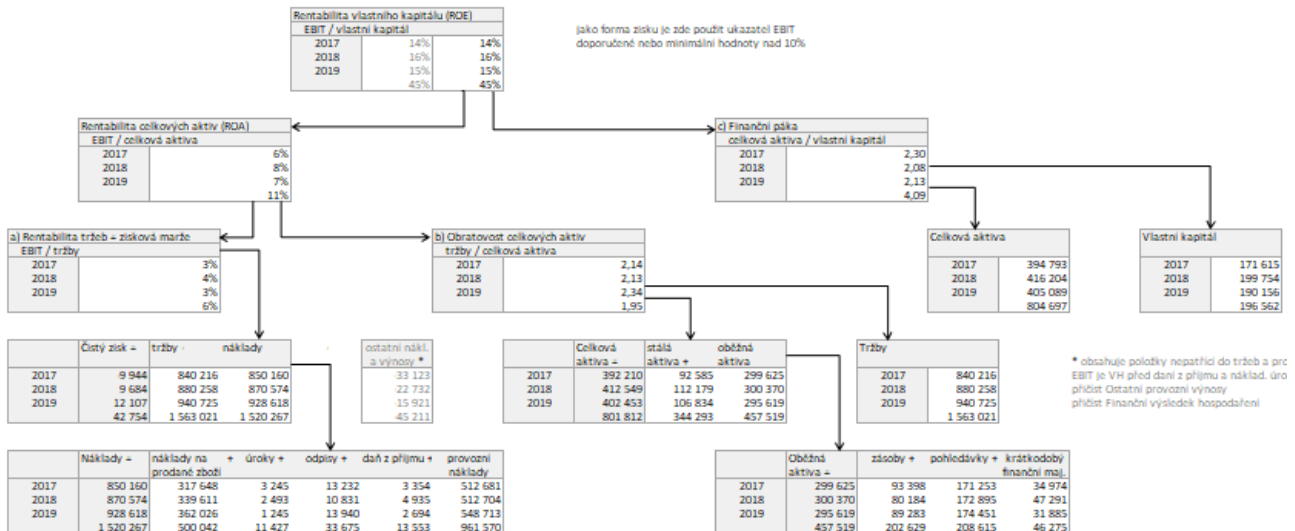 Rentabilita vlastního kapitálu (ROE)
EBIT / vlastní kapitál
2017 14% 14%
2018 16% 16%
2019 15% 15%
45% 45%
jako forma zisku je zde použit ukazatel EBIT
doporučené nebo minimální hodnoty nad 10%
Rentabilita celkových aktiv (ROA)
EBIT / celková aktiva
2017 6%
2018 8%
2019 7%
11%
c) Finanční páka
celková aktiva / vlastní kapitál
2017 2,30
2018 2,08
2019 2,13
4,09
a) Rentabilita tržeb = zisková marže
EBIT / tržby
2017 3%
2018 4%
2019 3%
6%
b) Obratovost celkových aktiv
tržby / celková aktiva
2017 2,14
2018 2,13
2019 2,34
1,95
Celková aktiva
2017 394 793
2018 416 204
2019 405 089
804 697
Vlastní kapitál
2017 171 615
2018 199 754
2019 190 156
196 562
Čistý zisk = tržby - náklady
2017 9 944 840 216 850 160
2018 9 684 880 258 870 574
2019 12 107 940 725 928 618
42 754 1 563 021 1 520 267
ostatní nákl.
a výnosy *
33 123
22 732
15 921
45 211
Celková stálá oběžná
aktiva = aktiva + aktiva
2017 392 210 92 585 299 625
2018 412 549 112 179 300 370
2019 402 453 106 834 295 619
801 812 344 293 457 519
Tržby
2017 840 216
2018 880 258
2019 940 725
1 563 021
* obsahuje položky nepatřící do tržeb a pro
EBIT je VH před daní z příjmu a náklad. úro
přičíst Ostatní provozní výnosy
přičíst Finanční výsledek hospodaření
Náklady = náklady na + úroky + odpisy + daň z příjmu + provozní
prodané zboží náklady
2017 850 160 317 648 3 245 13 232 3 354 512 681
2018 870 574 339 611 2 493 10 831 4 935 512 704
2019 928 618 362 026 1 245 13 940 2 694 548 713
1 520 267 500 042 11 427 33 675 13 553 961 570
Oběžná zásoby + pohledávky + krátkodobý
aktiva = finanční maj.
2017 299 625 93 398 171 253 34 974
2018 300 370 80 184 172 895 47 291
2019 295 619 89 283 174 451 31 885
457 519 202 629 208 615 46 275